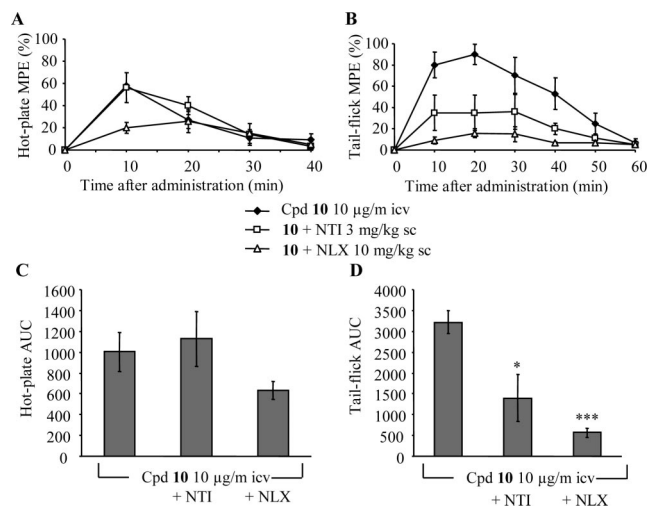 A
B
Hot-plate MPE (%)
100
80
60
40
20
0
0 10 20 30 40
Time after administration (min)
Tail-flick MPE (%)
100
80
60
40
20
0
0 10 20 30 40 50 60
Time after administration (min)
Cpd 10 10 µg/m icv
10 + NTI 3 mg/kg sc
10 + NLX 10 mg/kg sc
C
D
Hot-plate AUC
1600
1400
1200
1000
800
600
400
200
0
Cpd 10 10 µg/m icv
+ NTI + NLX
Tail-flick AUC
4000
3500
3000
2500
2000
1500
1000
500
0
*
***
Cpd 10 10 µg/m icv
+ NTI + NLX